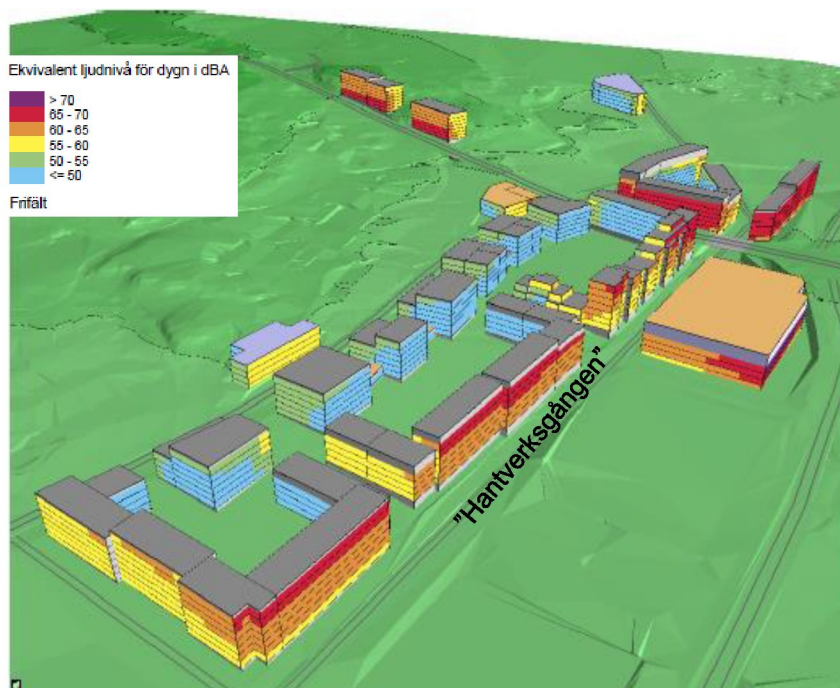 Ekvivalent ljudnivå för dygn i dBA
> 70
65 - 70
60 - 65
55 - 60
50 - 55
<= 50
Frifält
"Hantverksgången"